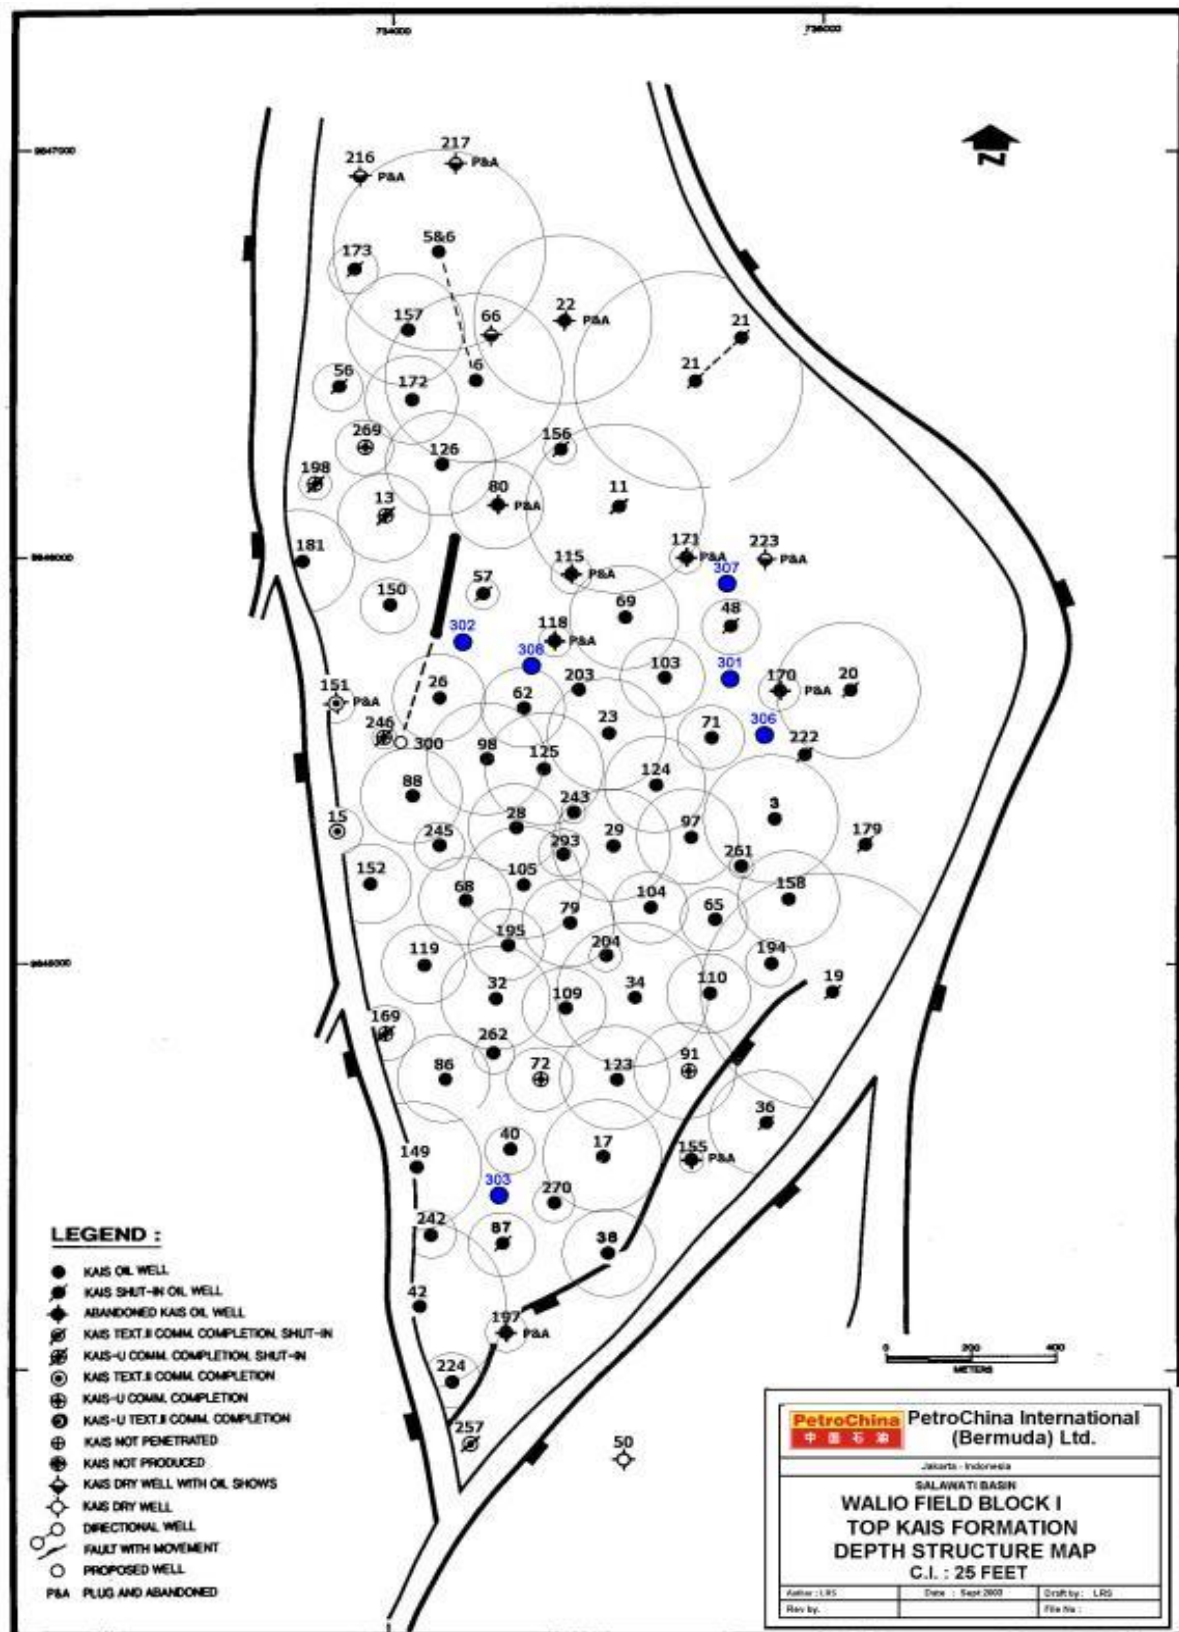 734000
736000
9847000
217
216
P&A
P&A
5&6
173
22
157
66
P&A
21
6
21
56
172
269
156
126
198
80
11
13
P&A
171
223
181
115
P&A
P&A
P&A
307
57
150
69
48
302
118
P&A
308
103
301
203
170
20
151
26
P&A
P&A
62
246
23
71
306
300
98
222
125
124
88
243
3
15
28
29
97
179
245
293
261
105
152
158
68
104
79
65
195
204
119
194
32
34
110
19
109
169
262
91
72
86
123
36
40
17
149
155
P&A
303
270
242
87
38
42
197
P&A
224
257
50
LEGEND :
KAIS OIL WELL
KAIS SHUT-IN OIL WELL
ABANDONED KAIS OIL WELL
KAIS TEXT.II COMM. COMPLETION, SHUT-IN
KAIS-U COMM. COMPLETION, SHUT-IN
KAIS TEXT.II COMM. COMPLETION
KAIS-U COMM. COMPLETION
KAIS-U TEXT.II COMM. COMPLETION
KAIS NOT PENETRATED
KAIS NOT PRODUCED
KAIS DRY WELL WITH OIL SHOWS
KAIS DRY WELL
DIRECTIONAL WELL
FAULT WITH MOVEMENT
PROPOSED WELL
P&A PLUG AND ABANDONED
N
0 200 400
METERS
PetroChina
中国石油
PetroChina International
(Bermuda) Ltd.
Jakarta - Indonesia
SALAWATI BASIN
WALIO FIELD BLOCK I
TOP KAIS FORMATION
DEPTH STRUCTURE MAP
C.I. : 25 FEET
Author : LRS
Date : Sept 2003
Draft by : LRS
Rev by.
File No :